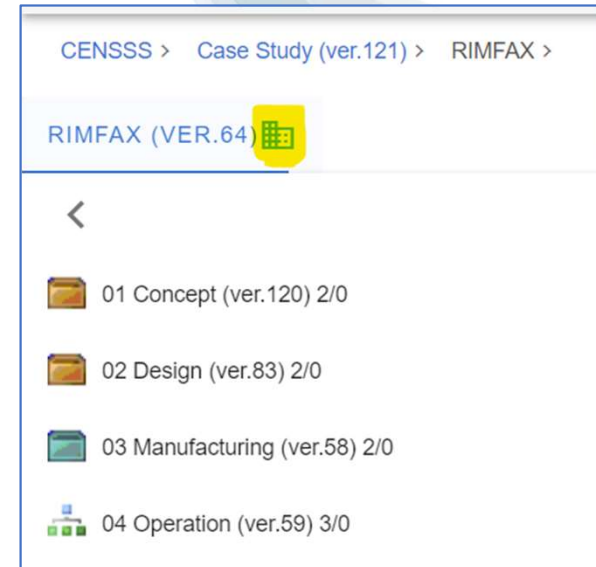 CENSSS > Case Study (ver.121) > RIMFAX >
RIMFAX (VER.64)
01 Concept (ver.120) 2/0
02 Design (ver.83) 2/0
03 Manufacturing (ver.58) 2/0
04 Operation (ver.59) 3/0